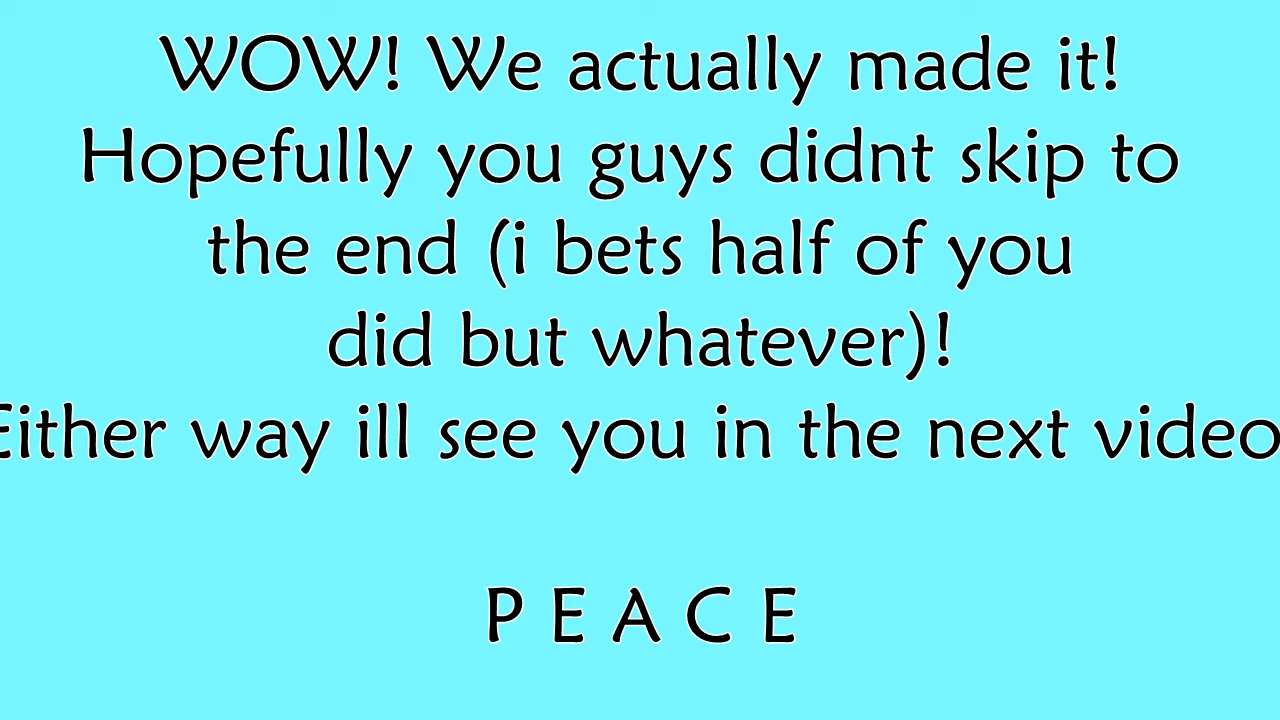 WOW! We actually made it!
Hopefully you guys didnt skip to
the end (i bets half of you
did but whatever)!
Either way ill see you in the next video
P E A C E